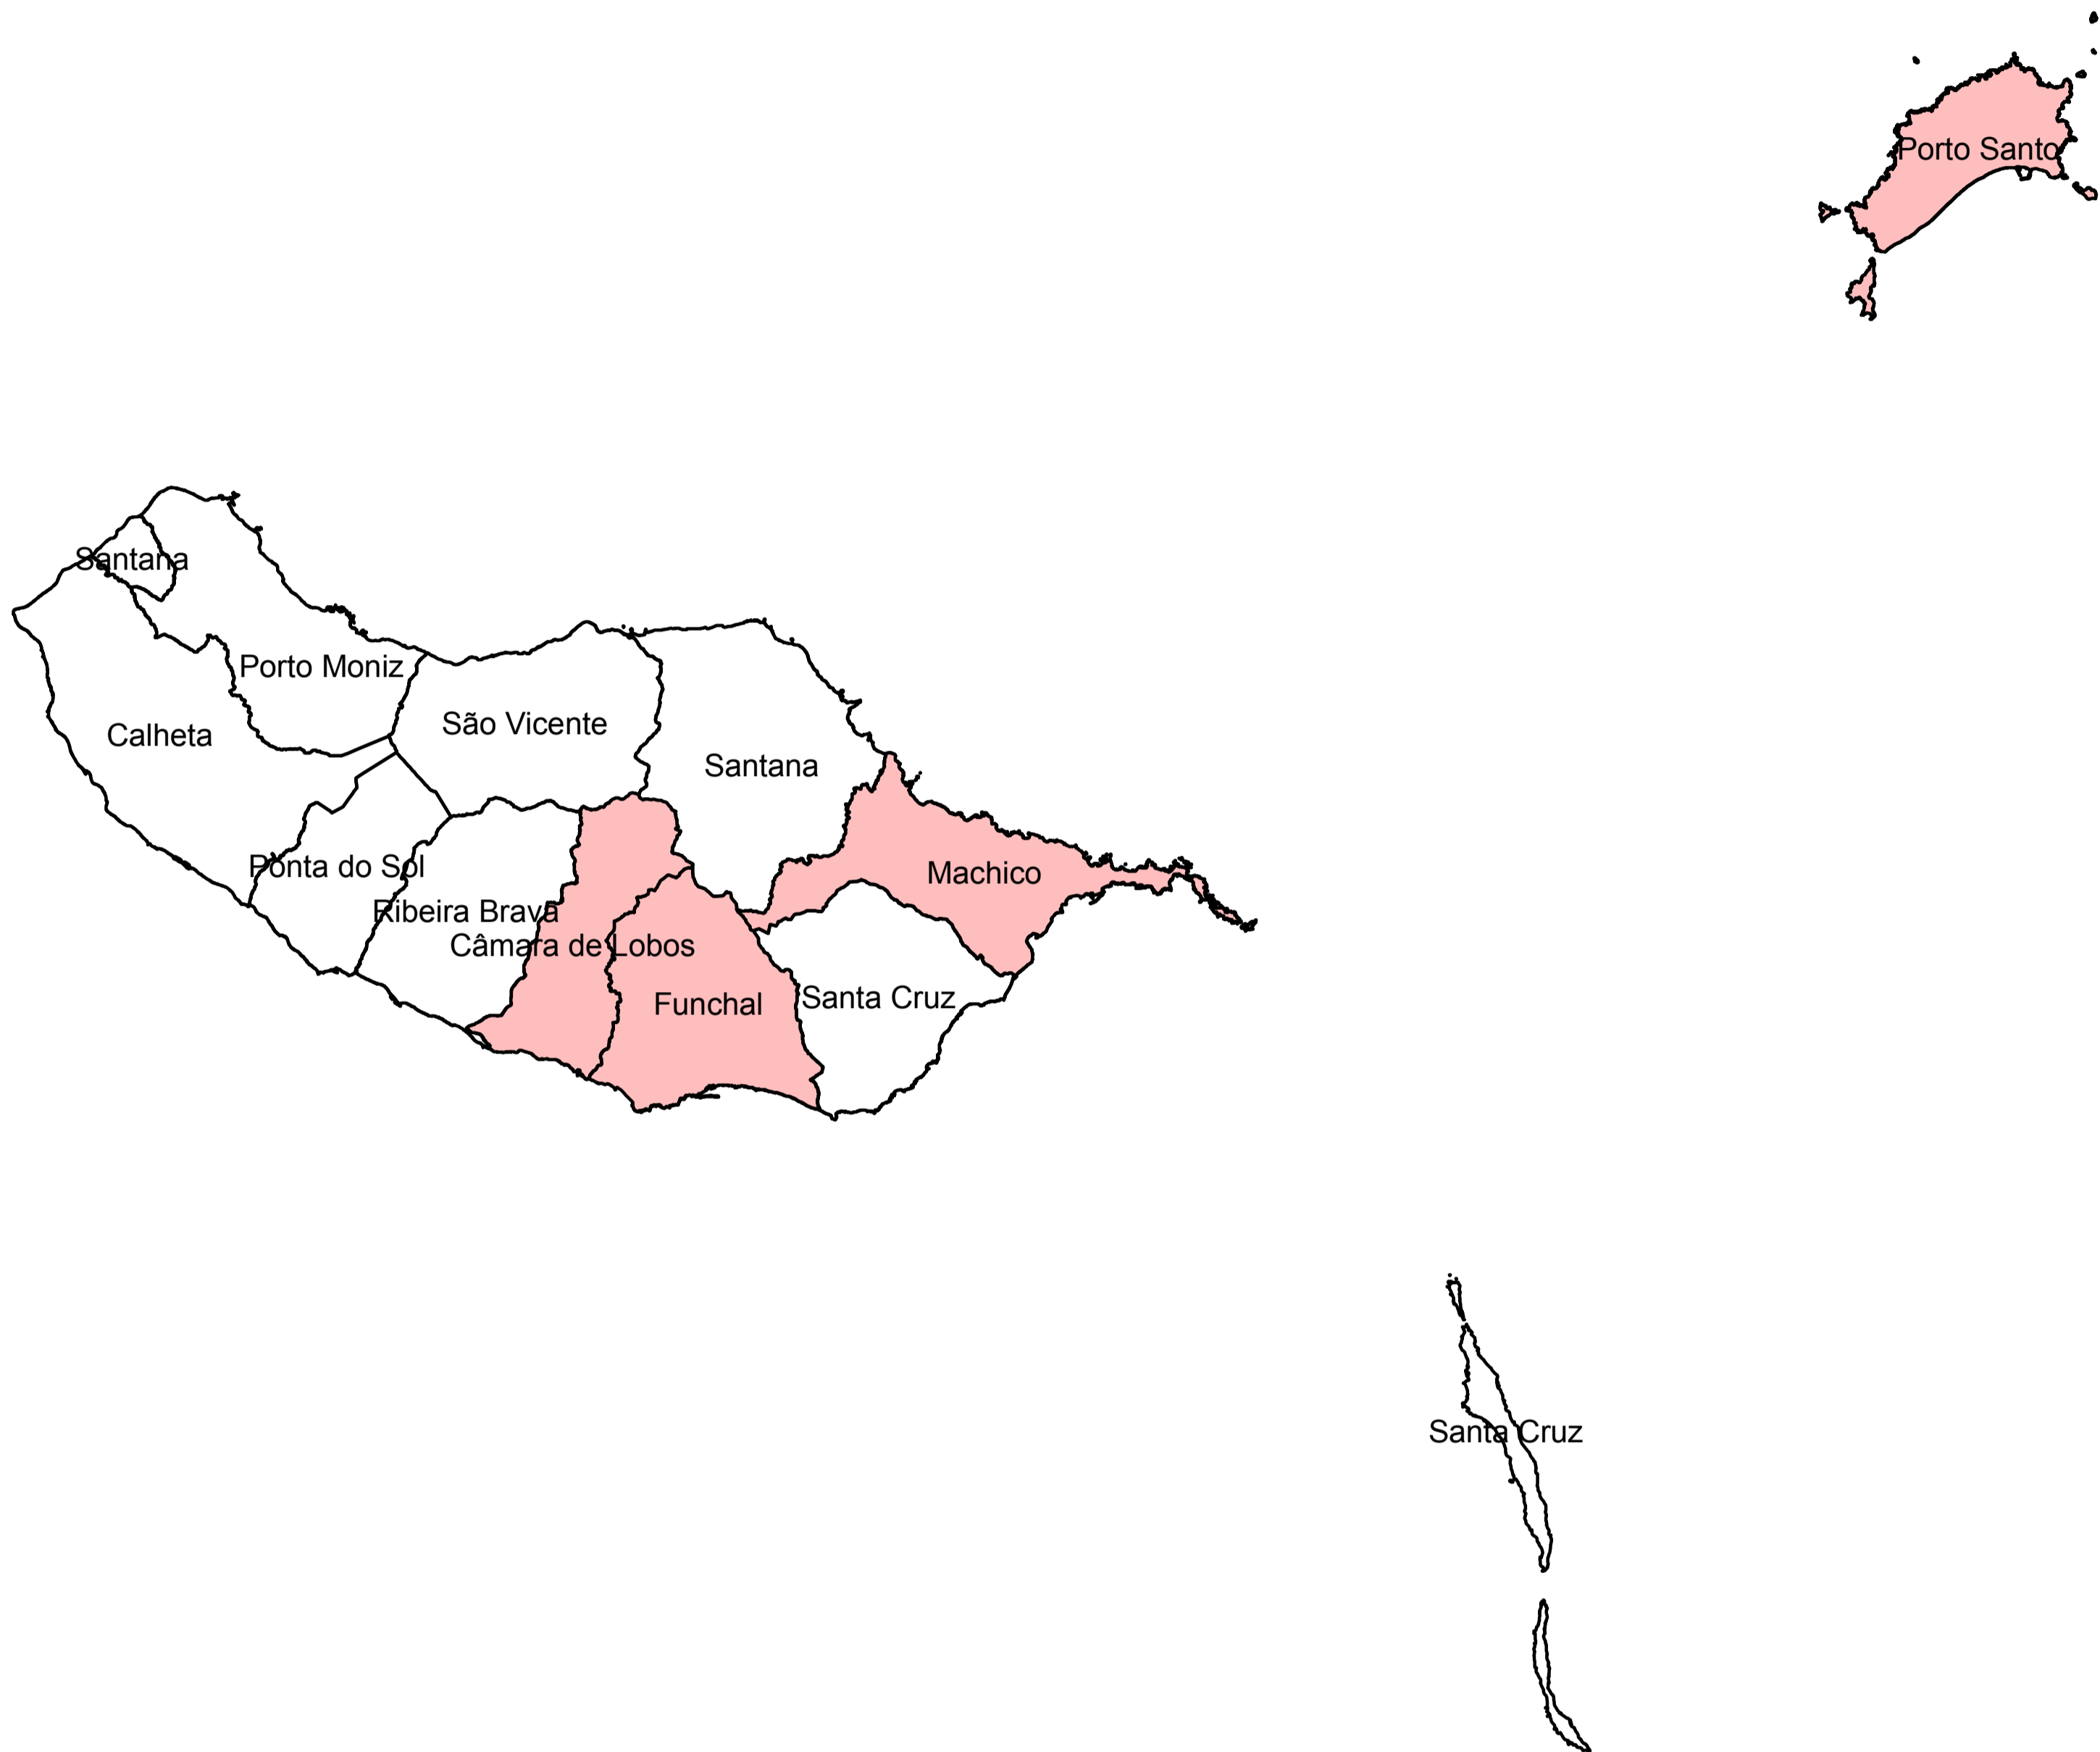 Porto Santo
Santana
Porto Moniz
São Vicente
Calheta
Santana
Ponta do Sol
Machico
Ribeira Brava
Câmara de Lobos
Santa Cruz
Funchal
Santa Cruz